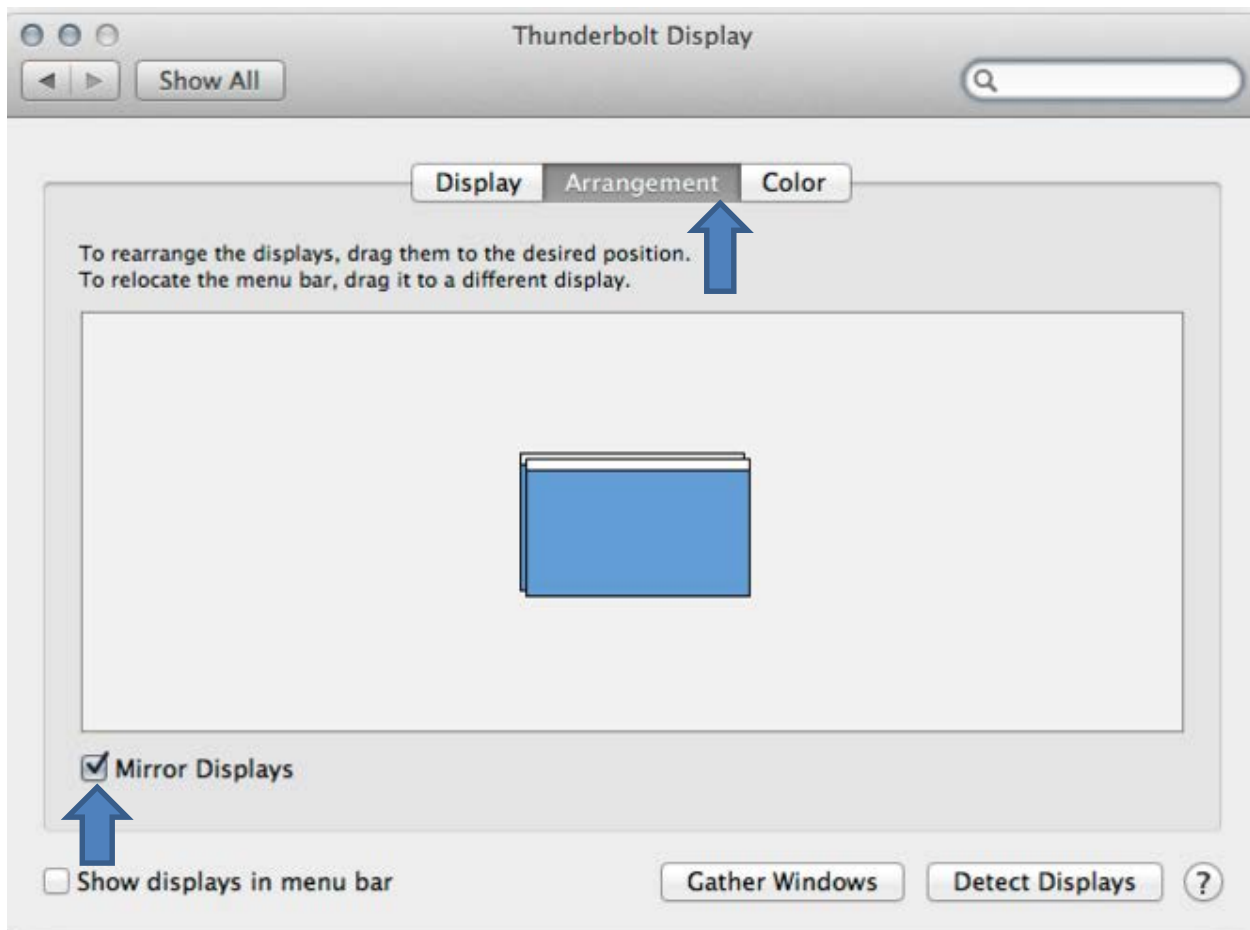 Thunderbolt Display
Show All
Display Arrangement Color
To rearrange the displays, drag them to the desired position.
To relocate the menu bar, drag it to a different display.
Mirror Displays
Show displays in menu bar Gather Windows Detect Displays ?